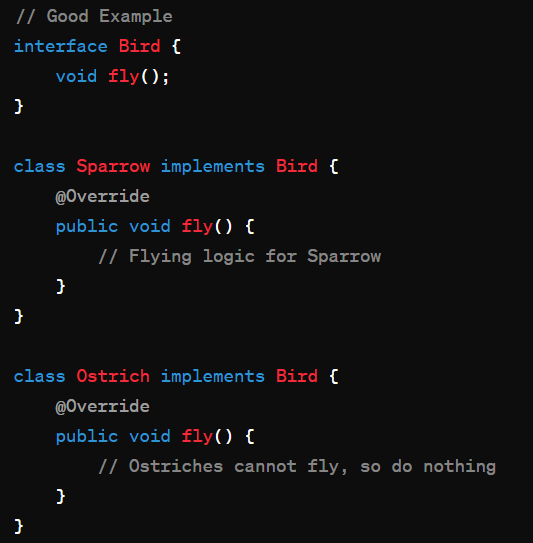 // Good Example
interface Bird {
    void fly();
}

class Sparrow implements Bird {
    @Override
    public void fly() {
        // Flying logic for Sparrow
    }
}

class Ostrich implements Bird {
    @Override
    public void fly() {
        // Ostriches cannot fly, so do nothing
    }
}